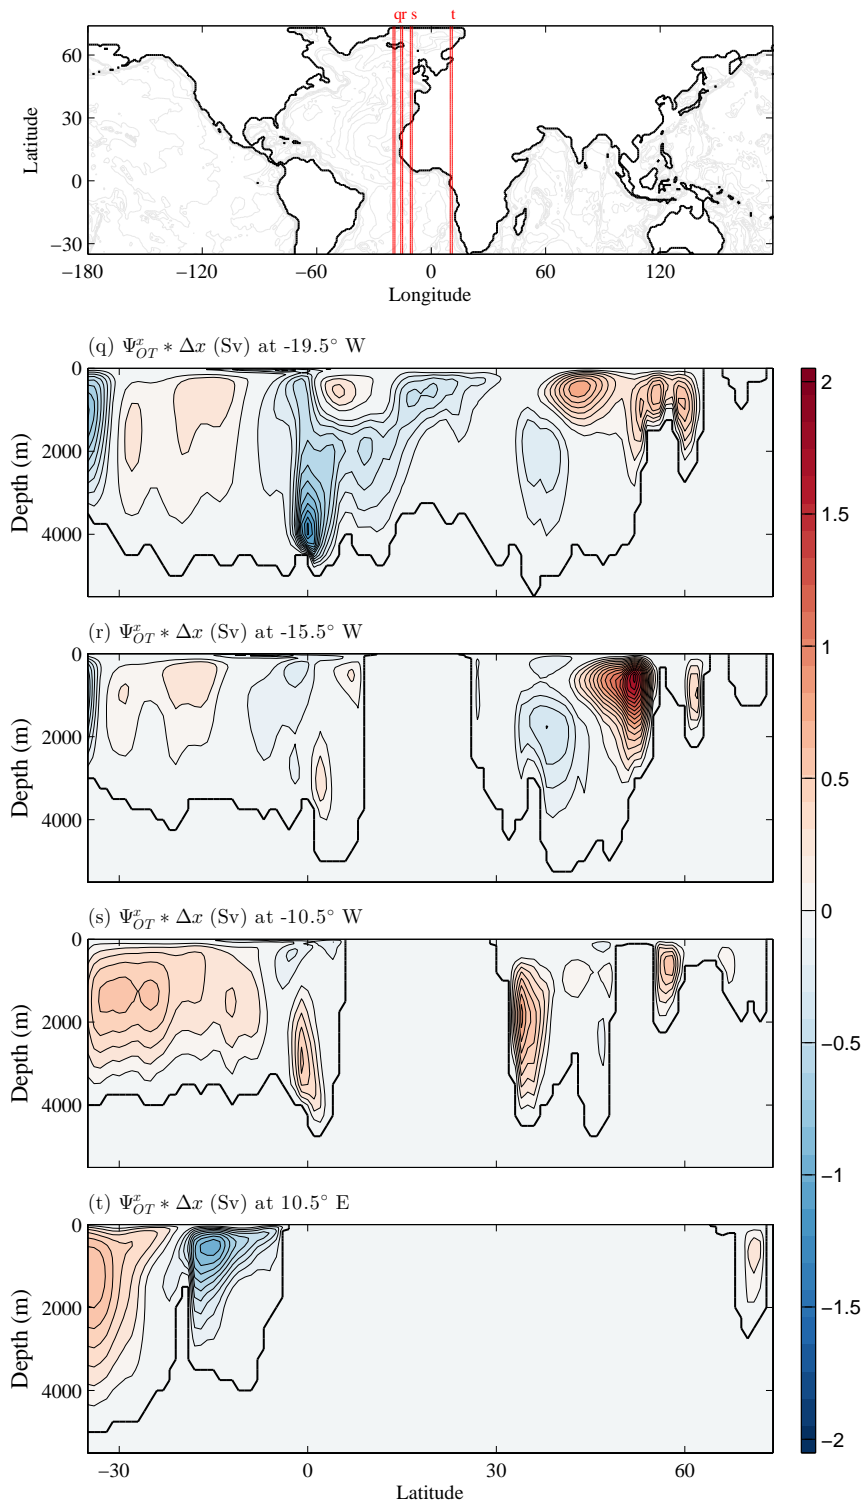 q r s t
60
30
0
−30
Latitude
−180 −120 −60 0 60 120
Longitude
(q) Ψ^x_OT ∗ Δx (Sv) at -19.5° W
0
2000
4000
Depth (m)
(r) Ψ^x_OT ∗ Δx (Sv) at -15.5° W
0
2000
4000
Depth (m)
(s) Ψ^x_OT ∗ Δx (Sv) at -10.5° W
0
2000
4000
Depth (m)
(t) Ψ^x_OT ∗ Δx (Sv) at 10.5° E
0
2000
4000
Depth (m)
−30 0 30 60
Latitude
2
1.5
1
0.5
0
−0.5
−1
−1.5
−2